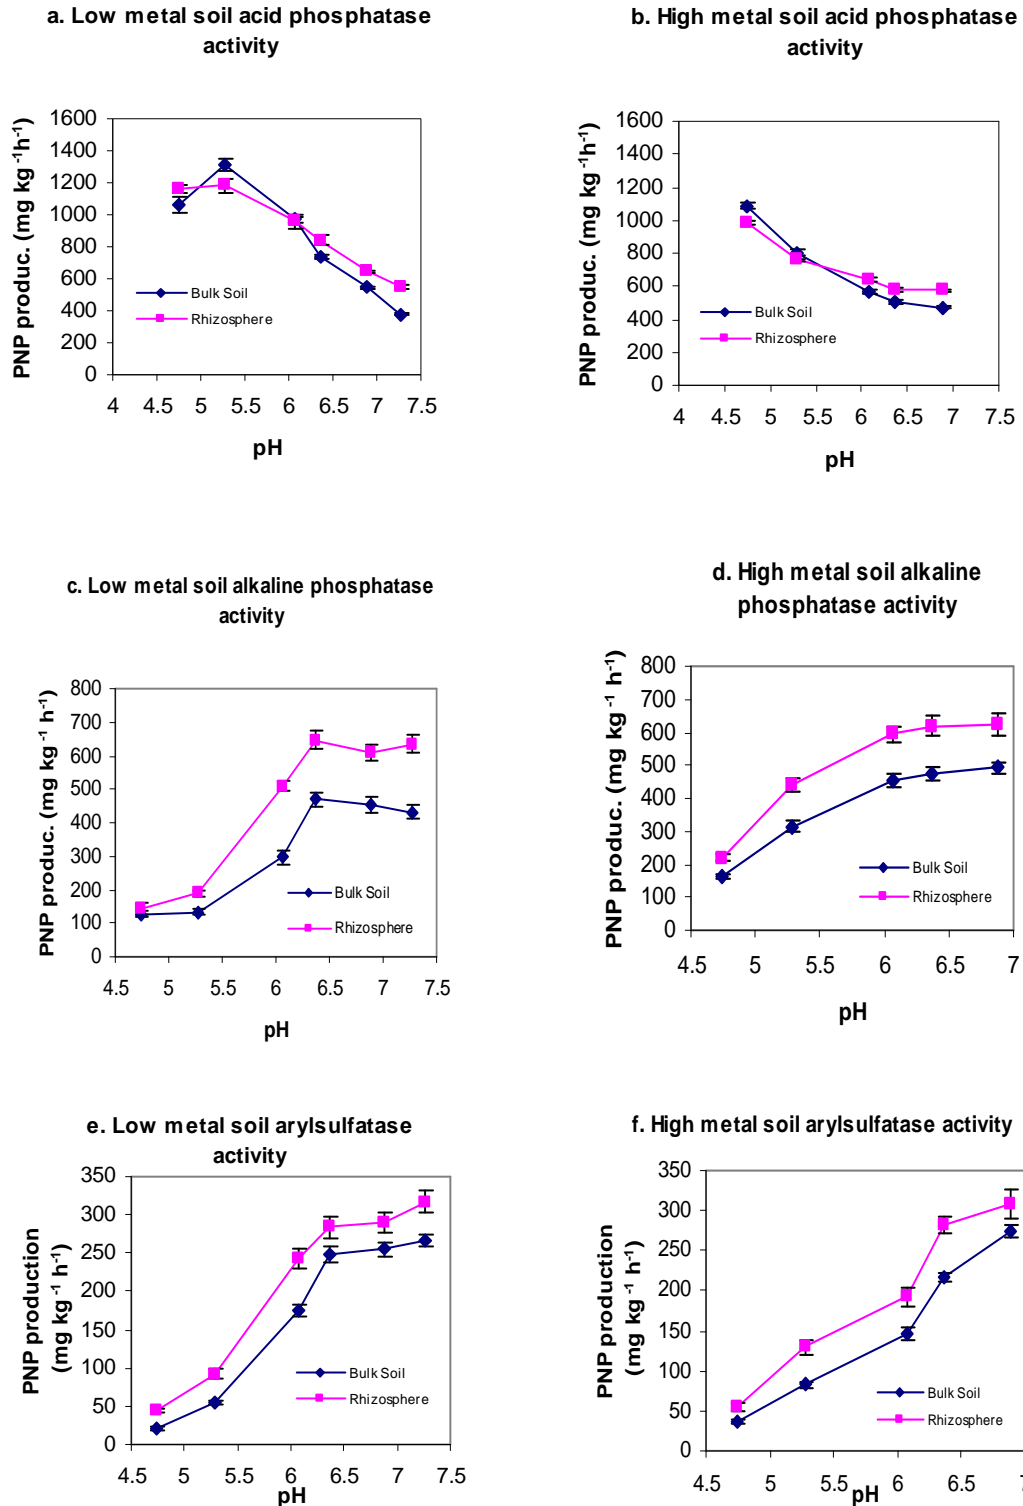 a. Low metal soil acid phosphatase
activity
1600
1400
1200
1000
800
600
400
200
0
PNP produc. (mg kg -1h-1)
Bulk Soil
Rhizosphere
4 4.5 5 5.5 6 6.5 7 7.5
pH
b. High metal soil acid phosphatase
activity
1600
1400
1200
1000
800
600
400
200
0
PNP produc. (mg kg -1h-1)
Bulk Soil
Rhizosphere
4 4.5 5 5.5 6 6.5 7 7.5
pH
c. Low metal soil alkaline phosphatase
activity
800
700
600
500
400
300
200
100
0
PNP produc. (mg kg -1 h-1)
Bulk Soil
Rhizosphere
4.5 5 5.5 6 6.5 7 7.5
pH
d. High metal soil alkaline
phosphatase activity
800
700
600
500
400
300
200
100
0
PNP produc. (mg kg -1 h-1)
Bulk Soil
Rhizosphere
4.5 5 5.5 6 6.5 7
pH
e. Low metal soil arylsulfatase
activity
350
300
250
200
150
100
50
0
PNP production
(mg kg-1 h-1)
Bulk Soil
Rhizosphere
4.5 5 5.5 6 6.5 7 7.5
pH
f. High metal soil arylsulfatase activity
350
300
250
200
150
100
50
0
PNP production
(mg kg-1 h-1)
Bulk Soil
Rhizosphere
4.5 5 5.5 6 6.5 7
pH